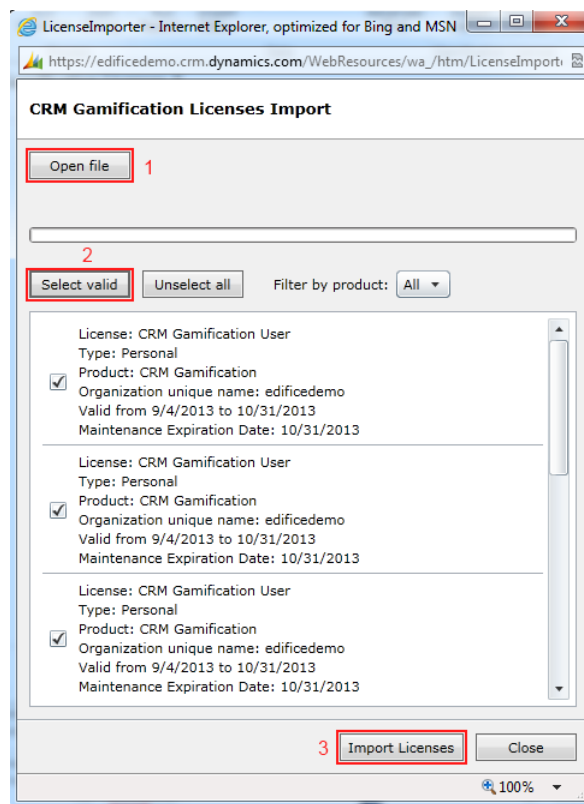 LicenseImporter - Internet Explorer, optimized for Bing and MSN
https://edificedemo.crm.dynamics.com/WebResources/wa_/htm/LicenseImporte
CRM Gamification Licenses Import
Open file 1
2
Select valid Unselect all Filter by product: All
License: CRM Gamification User
Type: Personal
Product: CRM Gamification
Organization unique name: edificedemo
Valid from 9/4/2013 to 10/31/2013
Maintenance Expiration Date: 10/31/2013
License: CRM Gamification User
Type: Personal
Product: CRM Gamification
Organization unique name: edificedemo
Valid from 9/4/2013 to 10/31/2013
Maintenance Expiration Date: 10/31/2013
License: CRM Gamification User
Type: Personal
Product: CRM Gamification
Organization unique name: edificedemo
Valid from 9/4/2013 to 10/31/2013
Maintenance Expiration Date: 10/31/2013
3 Import Licenses Close
100%